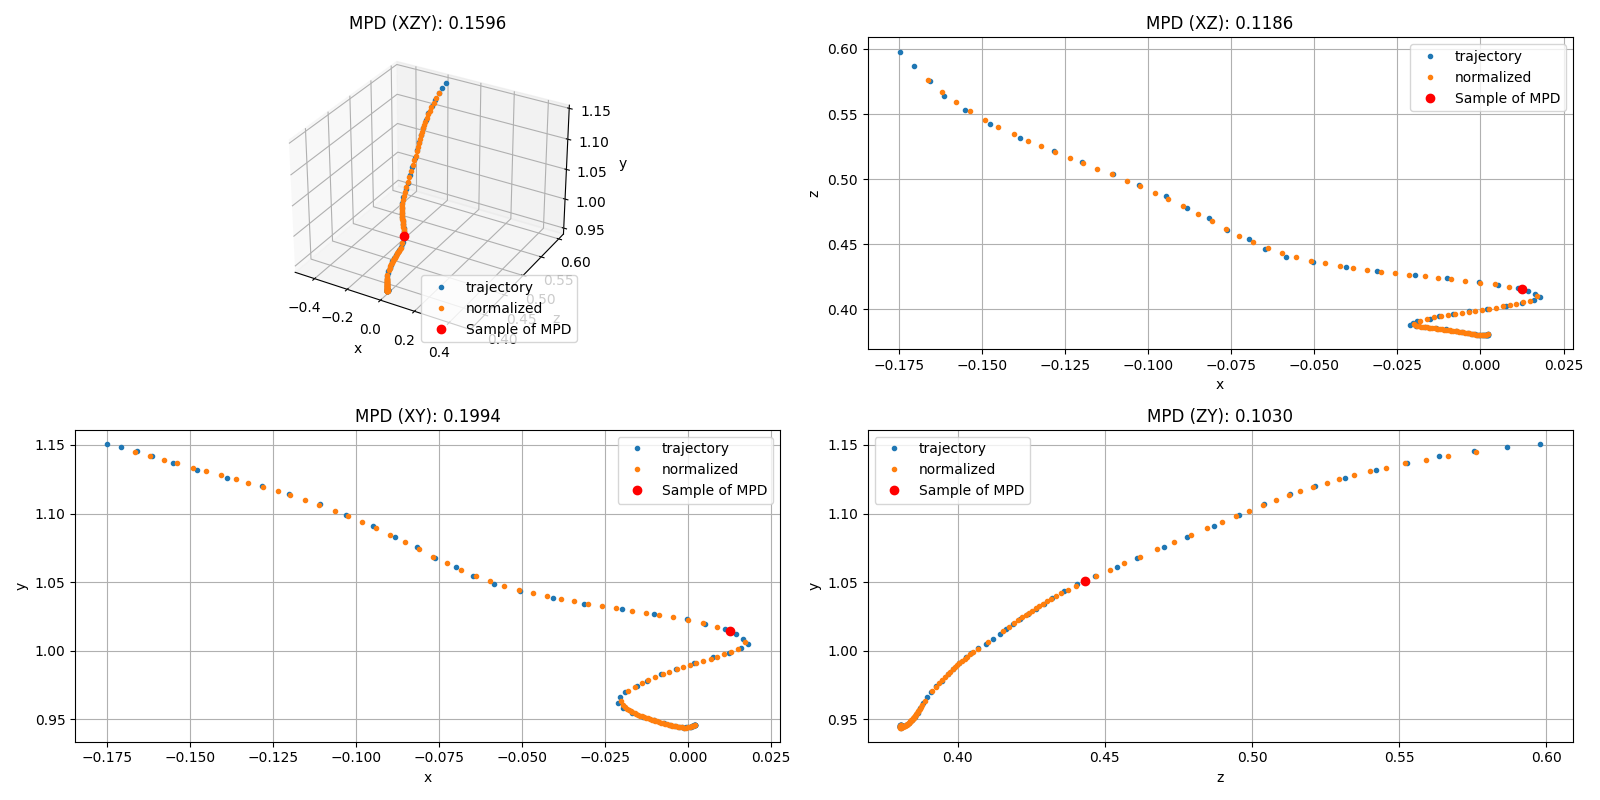 MPD (XZY): 0.1596
1.15
1.10
1.05
1.00
0.95
y
0.60
0.55
0.50
0.45
0.40
z
−0.4
−0.2
0.0
0.2
0.4
x
trajectory
normalized
Sample of MPD
MPD (XZ): 0.1186
trajectory
normalized
Sample of MPD
0.60
0.55
0.50
0.45
0.40
z
−0.175 −0.150 −0.125 −0.100 −0.075 −0.050 −0.025 0.000 0.025
x
MPD (XY): 0.1994
trajectory
normalized
Sample of MPD
1.15
1.10
1.05
1.00
0.95
y
−0.175 −0.150 −0.125 −0.100 −0.075 −0.050 −0.025 0.000 0.025
x
MPD (ZY): 0.1030
trajectory
normalized
Sample of MPD
1.15
1.10
1.05
1.00
0.95
y
0.40 0.45 0.50 0.55 0.60
z